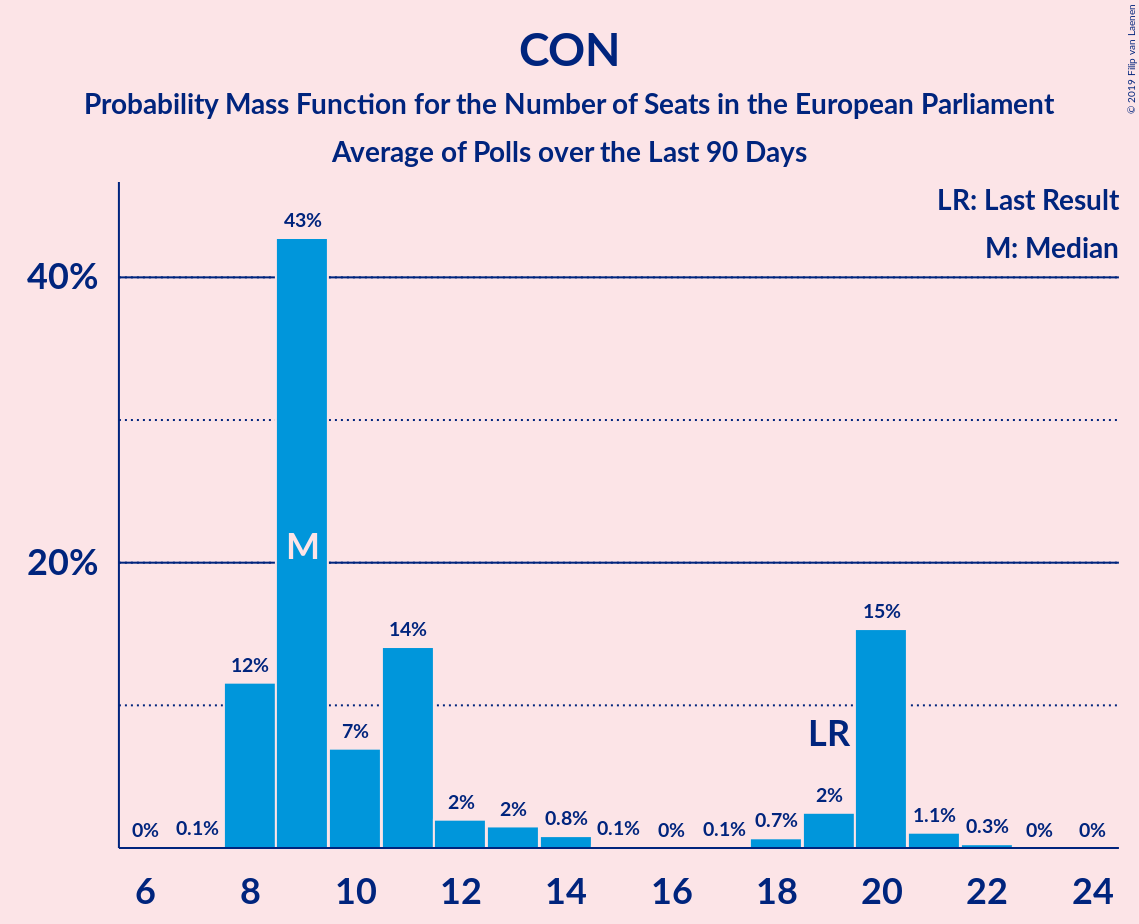 © 2019 Filip van Laenen
CON
Probability Mass Function for the Number of Seats in the European Parliament
Average of Polls over the Last 90 Days
LR: Last Result
M: Median
40%
20%
0%
0.1%
12%
43%
M
7%
14%
2%
2%
0.8%
0.1%
0%
0.1%
0.7%
2%
LR
15%
1.1%
0.3%
0%
0%
6 8 10 12 14 16 18 20 22 24